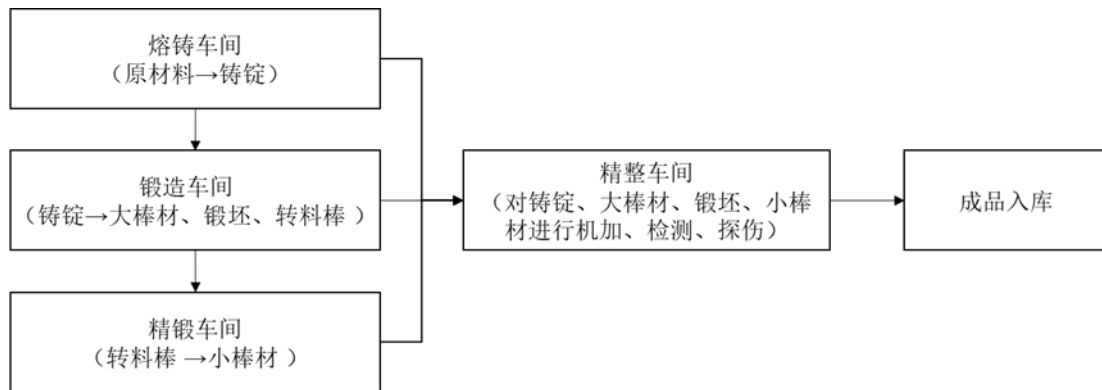 熔铸车间
（原材料→铸锭）
锻造车间
（铸锭→大棒材、锻坯、转料棒 ）
精锻车间
（转料棒 →小棒材 ）
精整车间
（对铸锭、大棒材、锻坯、小棒
材进行机加、检测、探伤）
成品入库